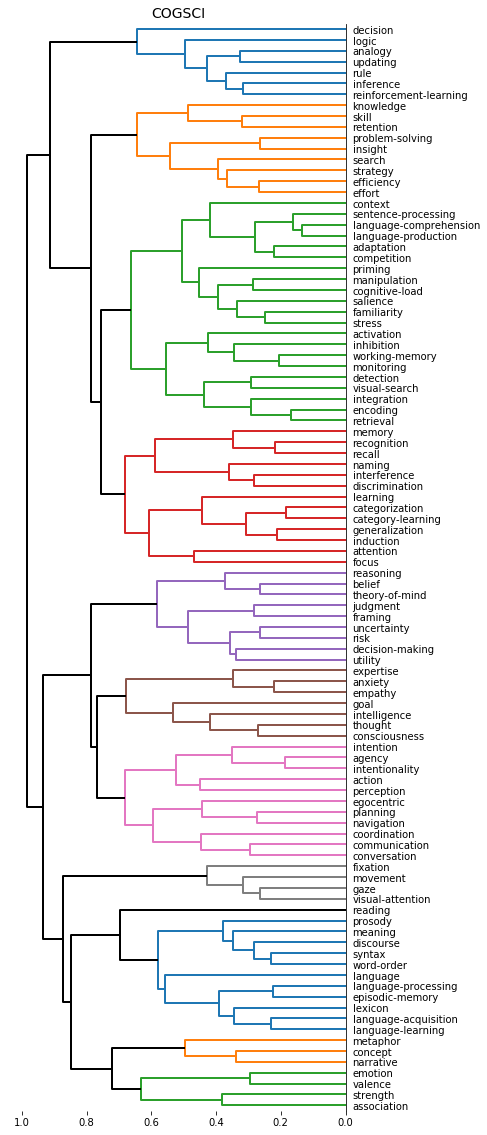 COGSCI
decision
logic
analogy
updating
rule
inference
reinforcement-learning
knowledge
skill
retention
problem-solving
insight
search
strategy
efficiency
effort
context
sentence-processing
language-comprehension
language-production
adaptation
competition
priming
manipulation
cognitive-load
salience
familiarity
stress
activation
inhibition
working-memory
monitoring
detection
visual-search
integration
encoding
retrieval
memory
recognition
recall
naming
interference
discrimination
learning
categorization
category-learning
generalization
induction
attention
focus
reasoning
belief
theory-of-mind
judgment
framing
uncertainty
risk
decision-making
utility
expertise
anxiety
empathy
goal
intelligence
thought
consciousness
intention
agency
intentionality
action
perception
egocentric
planning
navigation
coordination
communication
conversation
fixation
movement
gaze
visual-attention
reading
prosody
meaning
discourse
syntax
word-order
language
language-processing
episodic-memory
lexicon
language-acquisition
language-learning
metaphor
concept
narrative
emotion
valence
strength
association
1.0 0.8 0.6 0.4 0.2 0.0